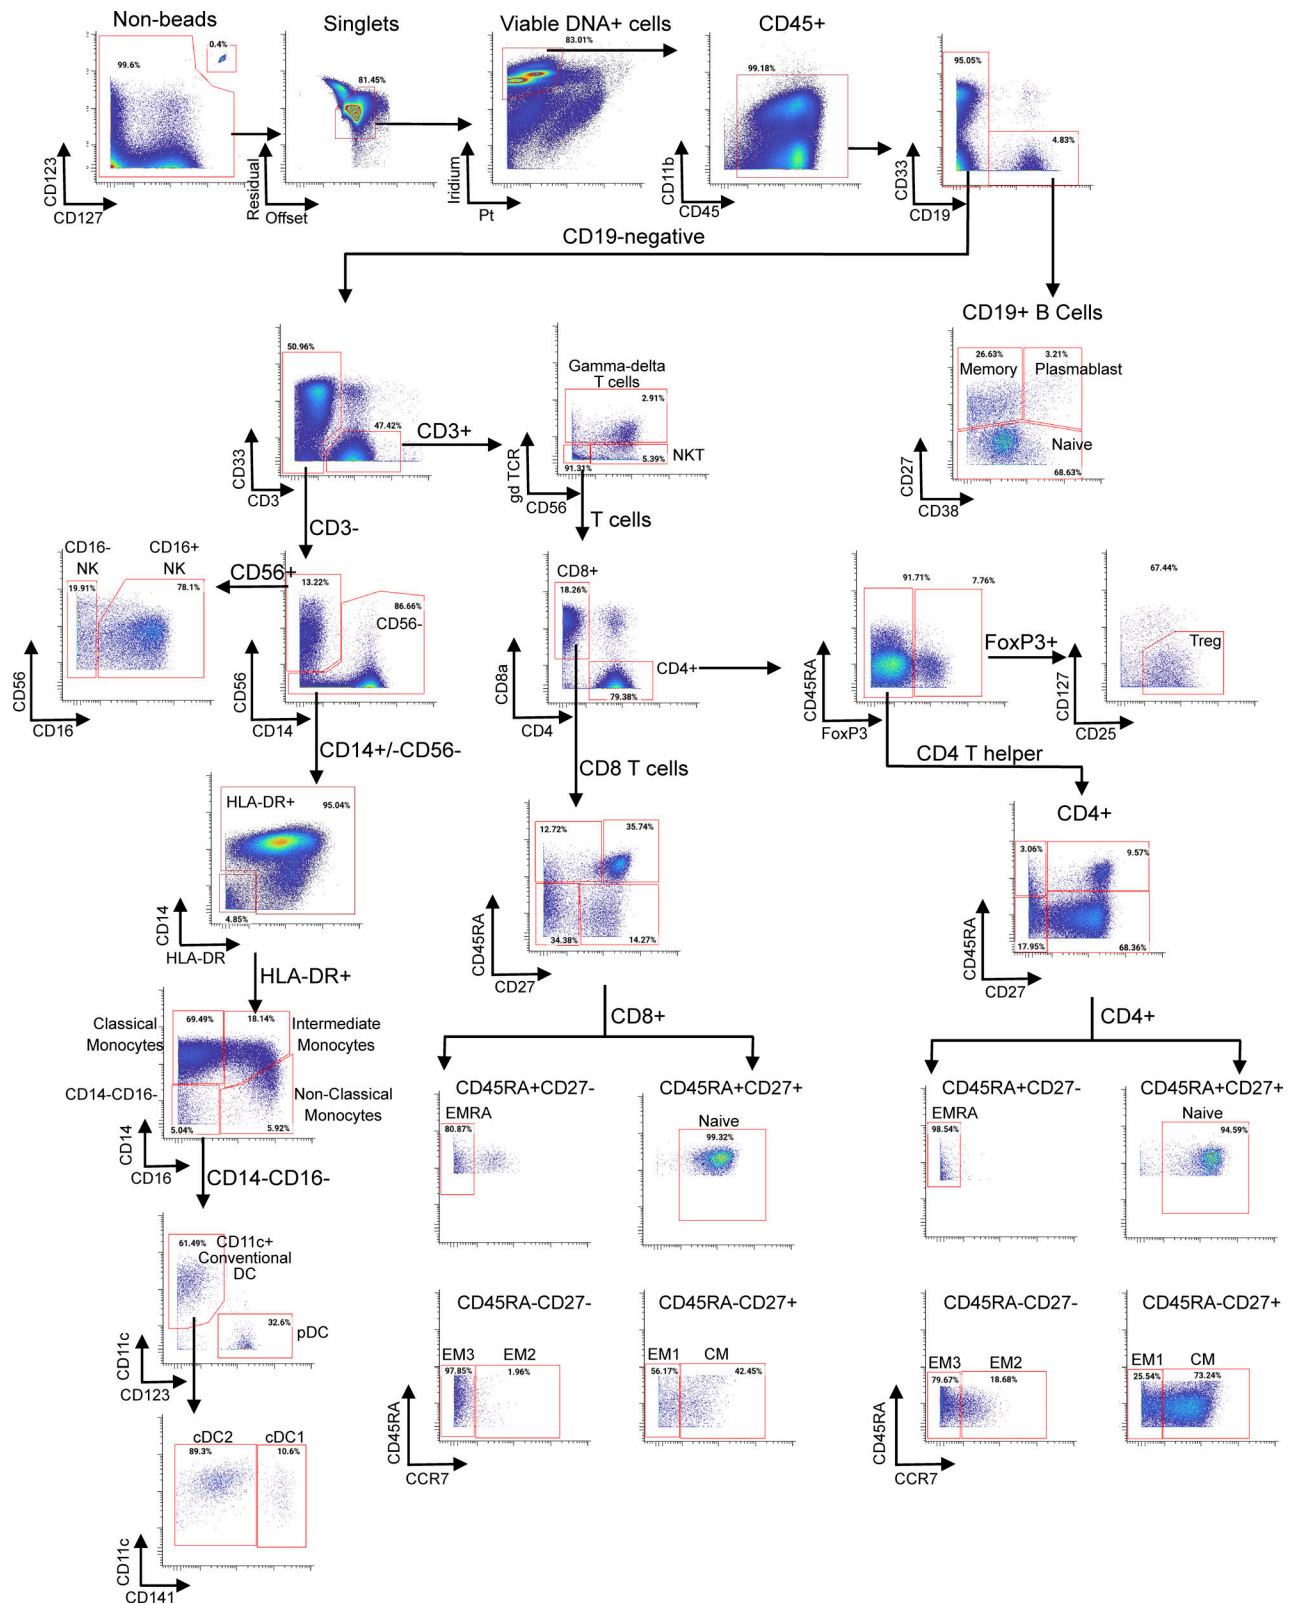 Non-beads
Singlets
Viable DNA+ cells
CD45+
0.4%
99.6%
81.45%
83.01%
99.18%
95.05%
4.83%
CD123
CD127
Residual
Offset
Iridium
Pt
CD11b
CD45
CD33
CD19
CD19-negative
CD19+ B Cells
26.63%
3.21%
Memory
Plasmablast
Naive
68.63%
CD27
CD38
50.96%
47.42%
CD3+
CD33
CD3
Gamma-delta
T cells
2.91%
NKT
5.39%
91.31%
gd TCR
CD56
CD3-
T cells
CD16-
NK
CD16+
NK
19.91%
78.1%
CD56
CD16
CD56+
13.22%
86.66%
CD56-
CD56
CD14
CD8+
18.26%
CD4+
79.38%
CD8a
CD4
91.71%
7.76%
FoxP3+
CD45RA
FoxP3
67.44%
Treg
CD127
CD25
CD14+/-CD56-
CD8 T cells
CD4 T helper
HLA-DR+
95.04%
4.85%
CD14
HLA-DR
12.72%
35.74%
34.38%
14.27%
CD45RA
CD27
CD4+
3.06%
9.57%
17.95%
68.36%
CD45RA
CD27
HLA-DR+
CD8+
CD4+
Classical
Monocytes
69.49%
18.14%
Intermediate
Monocytes
CD14-CD16-
Non-Classical
Monocytes
5.04%
5.92%
CD14
CD16
CD14-CD16-
CD45RA+CD27-
EMRA
80.87%
CD45RA+CD27+
Naive
99.32%
CD45RA+CD27-
EMRA
98.54%
CD45RA+CD27+
Naive
94.59%
61.49%
CD11c+
Conventional
DC
32.6%
pDC
CD11c
CD123
CD45RA-CD27-
EM3
EM2
97.85%
1.96%
CD45RA-CD27+
EM1
CM
56.17%
42.45%
CD45RA
CCR7
CD45RA-CD27-
EM3
EM2
79.67%
18.68%
CD45RA-CD27+
EM1
CM
25.54%
73.24%
CD45RA
CCR7
cDC2
cDC1
89.3%
10.6%
CD11c
CD141